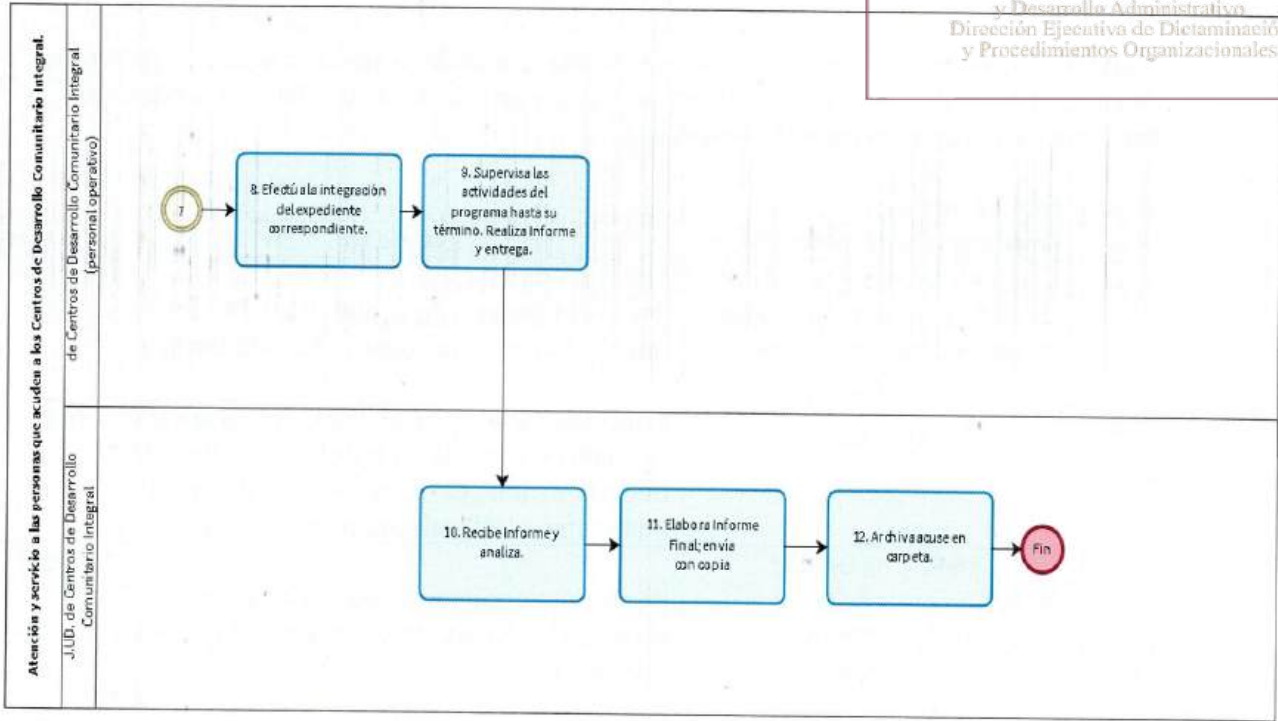 y Desarrollo Administrativo
Dirección Ejecutiva de Dictaminació
y Procedimientos Organizacionales
Atención y servicio a las personas que acuden a los Centros de Desarrollo Comunitario Integral.
de Centros de Desarrollo Comunitario Integral
(personal operativo)
7
8. Efectúa la integración
del expediente
correspondiente.
9. Supervisa las
actividades del
programa hasta su
término. Realiza Informe
y entrega.
J.UD. de Centros de Desarrollo
Comunitario Integral
10. Recibe Informe y
analiza.
11. Elabora Informe
Final; envía
con copia
12. Archiva acuse en
carpeta.
Fin